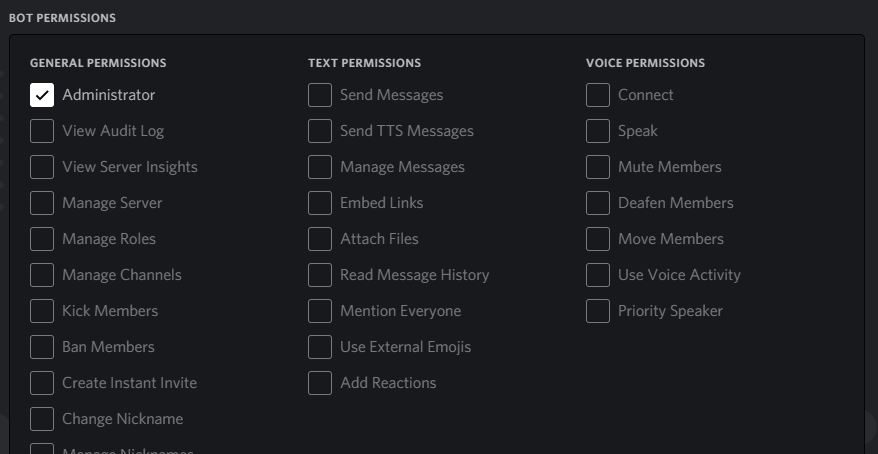 BOT PERMISSIONS
GENERAL PERMISSIONS
Administrator
View Audit Log
View Server Insights
Manage Server
Manage Roles
Manage Channels
Kick Members
Ban Members
Create Instant Invite
Change Nickname
Manage Nicknames
TEXT PERMISSIONS
Send Messages
Send TTS Messages
Manage Messages
Embed Links
Attach Files
Read Message History
Mention Everyone
Use External Emojis
Add Reactions
VOICE PERMISSIONS
Connect
Speak
Mute Members
Deafen Members
Move Members
Use Voice Activity
Priority Speaker